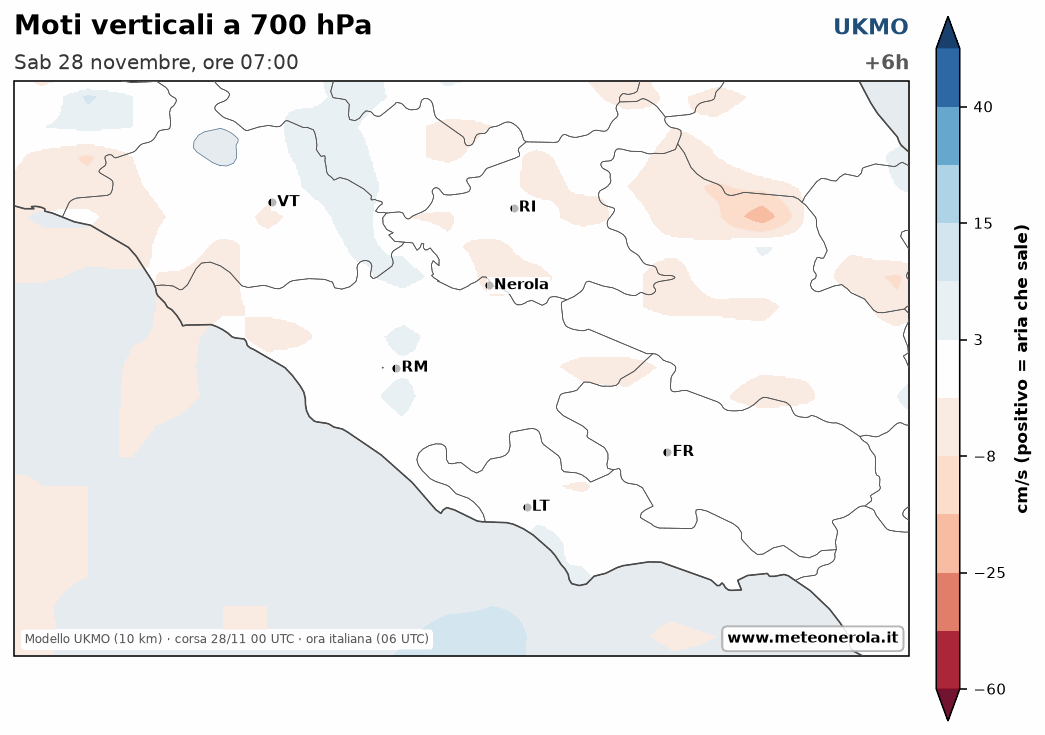 Moti verticali a 700 hPa
UKMO
Sab 28 novembre, ore 07:00
+6h
VT
RI
Nerola
RM
FR
LT
40
15
3
−8
−25
−60
cm/s (positivo = aria che sale)
Modello UKMO (10 km) · corsa 28/11 00 UTC · ora italiana (06 UTC)
www.meteonerola.it